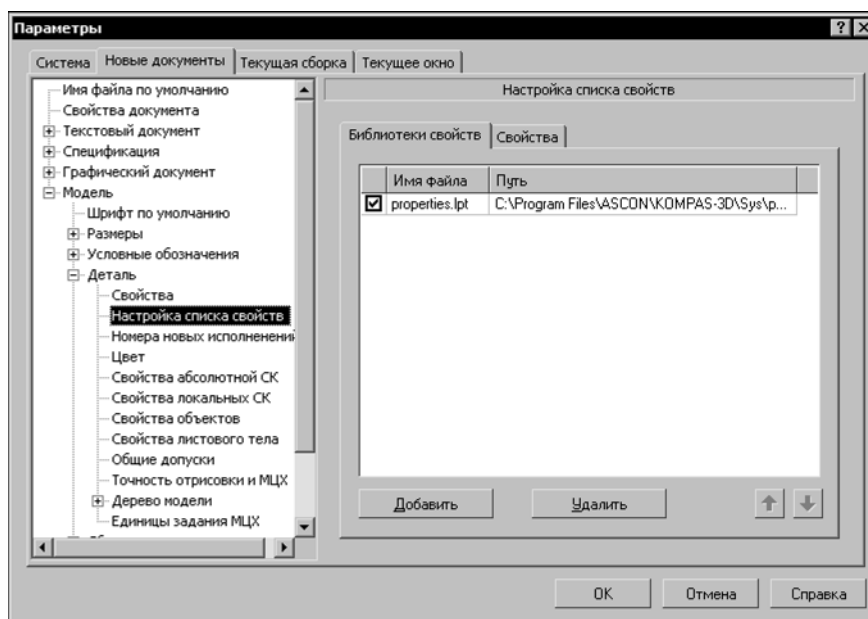 Параметры
Система
Новые документы
Текущая сборка
Текущее окно
Имя файла по умолчанию
Свойства документа
Текстовый документ
Спецификация
Графический документ
Модель
Шрифт по умолчанию
Размеры
Условные обозначения
Деталь
Свойства
Настройка списка свойств
Номера новых исполненений
Цвет
Свойства абсолютной СК
Свойства локальных СК
Свойства объектов
Свойства листового тела
Общие допуски
Точность отрисовки и МЦХ
Дерево модели
Единицы задания МЦХ
Настройка списка свойств
Библиотеки свойств
Свойства
Имя файла
Путь
properties.lpt
C:\Program Files\ASCON\KOMPAS-3D\Sys\p...
Добавить
Удалить
OK
Отмена
Справка